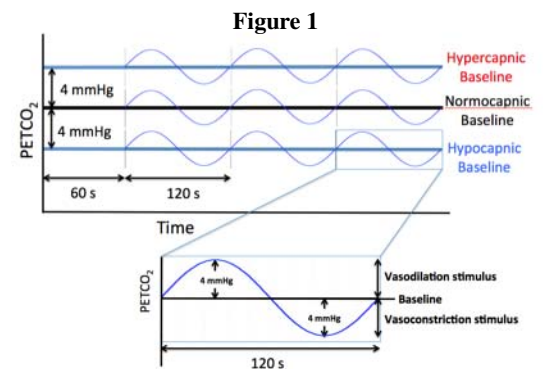 Figure 1
Hypercapnic
Baseline
4 mmHg
Normocapnic
Baseline
4 mmHg
Hypocapnic
Baseline
PETCO2
60 s
120 s
Time
PETCO2
4 mmHg
Vasodilation stimulus
Baseline
4 mmHg
Vasoconstriction stimulus
120 s